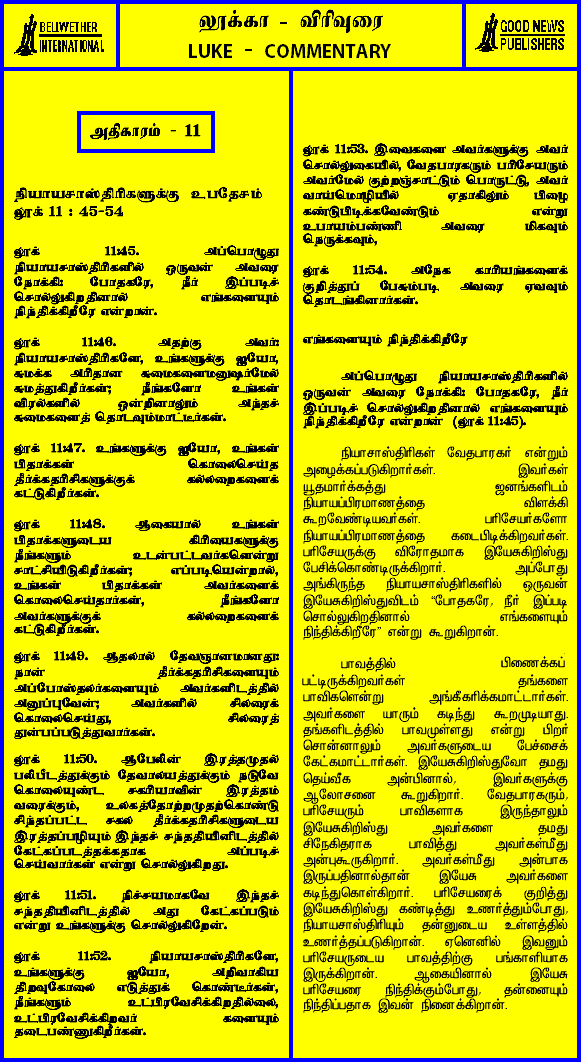 BELIWETHER
INTERNATIONAL
லூக்கா - விரிவுரை
LUKE - COMMENTARY
GOOD NEWS
PUBLISHERS
அதிகாரம் - 11
நியாயசாஸ்திரிகளுக்கு உபதேசம்
லூக் 11 : 45-54
லூக் 11:45. அப்பொழுது
நியாயசாஸ்திரிகளில் ஒருவன் அவரை
நோக்கி: போதகரே, நீர் இப்படிச்
சொல்லுகிறதினால் எங்களையும்
நிந்திக்கிறீரே என்றான்.
லூக் 11:46. அதற்கு அவர்:
நியாயசாஸ்திரிகளே, உங்களுக்கு ஐயோ,
சுமக்க அரிதான சுமைகளைமனுஷர்மேல்
சுமத்துகிறீர்கள்; நீங்களோ உங்கள்
விரல்களில் ஒன்றினாலும் அந்தச்
சுமைகளைத் தொடவும்மாட்டீர்கள்.
லூக் 11:47. உங்களுக்கு ஐயோ, உங்கள்
பிதாக்கள் கொலைசெய்த
தீர்க்கதரிசிகளுக்குக் கல்லறைகளைக்
கட்டுகிறீர்கள்.
லூக் 11:48. ஆகையால் உங்கள்
பிதாக்களுடைய கிரியைகளுக்கு
நீங்களும் உடன்பட்டவர்களென்று
சாட்சியிடுகிறீர்கள்; எப்படியென்றால்,
உங்கள் பிதாக்கள் அவர்களைக்
கொலைசெய்தார்கள், நீங்களோ
அவர்களுக்குக் கல்லறைகளைக்
கட்டுகிறீர்கள்.
லூக் 11:49. ஆதலால் தேவஞானமானது:
நான் தீர்க்கதரிசிகளையும்
அப்போஸ்தலர்களையும் அவர்களிடத்தில்
அனுப்புவேன்; அவர்களில் சிலரைக்
கொலைசெய்து, சிலரைத்
துன்பப்படுத்துவார்கள்.
லூக் 11:50. ஆபேலின் இரத்தமுதல்
பலிபீடத்துக்கும் தேவாலயத்துக்கும் நடுவே
கொலையுண்ட சகரியாவின் இரத்தம்
வரைக்கும், உலகத்தோற்றமுதற்கொண்டு
சிந்தப்பட்ட சகல தீர்க்கதரிசிகளுடைய
இரத்தப்பழியும் இந்தச் சந்ததியினிடத்தில்
கேட்கப்படத்தக்கதாக அப்படிச்
செய்வார்கள் என்று சொல்லுகிறது.
லூக் 11:51. நிச்சயமாகவே இந்தச்
சந்ததியினிடத்தில் அது கேட்கப்படும்
என்று உங்களுக்கு சொல்லுகிறேன்.
லூக் 11:52. நியாயசாஸ்திரிகளே,
உங்களுக்கு ஐயோ, அறிவாகிய
திறவுகோலை எடுத்துக் கொண்டீர்கள்,
நீங்களும் உட்பிரவேசிக்கிறதில்லை,
உட்பிரவேசிக்கிறவர் களையும்
தடைபண்ணுகிறீர்கள்.
லூக் 11:53. இவைகளை அவர்களுக்கு அவர்
சொல்லுகையில், வேதபாரகரும் பரிசேயரும்
அவர்மேல் குற்றஞ்சாட்டும் பொருட்டு, அவர்
வாய்மொழியில் ஏதாகிலும் பிழை
கண்டுபிடிக்கவேண்டும் என்று
உபாயம்பண்ணி அவரை மிகவும்
நெருக்கவும்,
லூக் 11:54. அநேக காரியங்களைக்
குறித்துப் பேசும்படி அவரை ஏவவும்
தொடங்கினார்கள்.
எங்களையும் நிந்திக்கிறீரே
அப்பொழுது நியாயசாஸ்திரிகளில்
ஒருவன் அவரை நோக்கி: போதகரே, நீர்
இப்படிச் சொல்லுகிறதினால் எங்களையும்
நிந்திக்கிறீரே என்றான் (லூக் 11:45).
நியாசாஸ்திரிகள் வேதபாரகர் என்றும்
அழைக்கப்படுகிறார்கள். இவர்கள்
யூதமார்க்கத்து ஜனங்களிடம்
நியாயப்பிரமாணத்தை விளக்கி
கூறவேண்டியவர்கள். பரிசேயர்களோ
நியாயப்பிரமாணத்தை கடைபிடிக்கிறவர்கள்.
பரிசேயருக்கு விரோதமாக இயேசுகிறிஸ்து
பேசிக்கொண்டிருக்கிறார். அப்போது
அங்கிருந்த நியாயசாஸ்திரிகளில் ஒருவன்
இயேசுகிறிஸ்துவிடம் "போதகரே, நீர் இப்படி
சொல்லுகிறதினால் எங்களையும்
நிந்திக்கிறீரே" என்று கூறுகிறான்.
பாவத்தில் பிணைக்கப்
பட்டிருக்கிறவர்கள் தங்களை
பாவிகளென்று அங்கீகரிக்கமாட்டார்கள்.
அவர்களை யாரும் கடிந்து கூறமுடியாது.
தங்களிடத்தில் பாவமுள்ளது என்று பிறர்
சொன்னாலும் அவர்களுடைய பேச்சைக்
கேட்கமாட்டார்கள். இயேசுகிறிஸ்துவோ தமது
தெய்வீக அன்பினால், இவர்களுக்கு
ஆலோசனை கூறுகிறார். வேதபாரகரும்,
பரிசேயரும் பாவிகளாக இருந்தாலும்
இயேசுகிறிஸ்து அவர்களை தமது
சிநேகிதராக பாவித்து அவர்கள்மீது
அன்புகூருகிறார். அவர்கள்மீது அன்பாக
இருப்பதினால்தான் இயேசு அவர்களை
கடிந்துகொள்கிறார். பரிசேயரைக் குறித்து
இயேசுகிறிஸ்து கண்டித்து உணர்த்தும்போது,
நியாயசாஸ்திரியும் தன்னுடைய உள்ளத்தில்
உணர்த்தப்படுகிறான். ஏனெனில் இவனும்
பரிசேயருடைய பாவத்திற்கு பங்காளியாக
இருக்கிறான். ஆகையினால் இயேசு
பரிசேயரை நிந்திக்கும்போது, தன்னையும்
நிந்திப்பதாக இவன் நினைக்கிறான்.